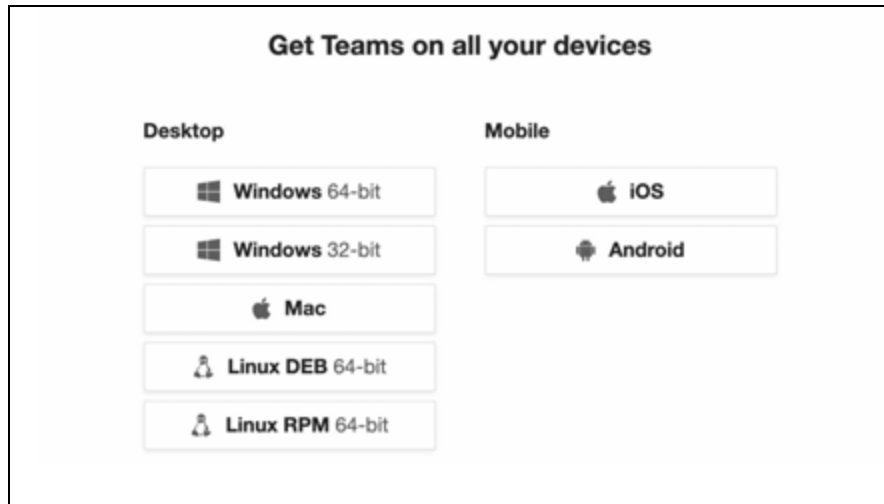 Get Teams on all your devices
Desktop
Windows 64-bit
Windows 32-bit
Mac
Linux DEB 64-bit
Linux RPM 64-bit
Mobile
iOS
Android